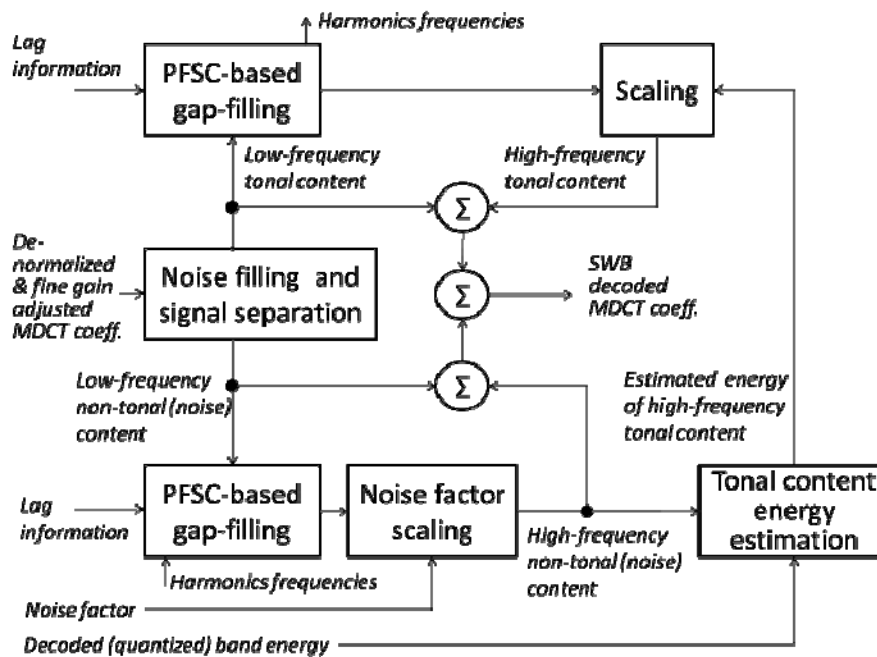 Harmonics frequencies
Lag
information
PFSC-based
gap-filling
Scaling
Low-frequency
tonal content
High-frequency
tonal content
Σ
De-
normalized
& fine gain
adjusted
MDCT coeff.
Noise filling and
signal separation
Σ
SWB
decoded
MDCT coeff.
Low-frequency
non-tonal (noise)
content
Σ
Estimated energy
of high-frequency
tonal content
Lag
information
PFSC-based
gap-filling
Noise factor
scaling
High-frequency
non-tonal (noise)
content
Tonal content
energy
estimation
Harmonics frequencies
Noise factor
Decoded (quantized) band energy